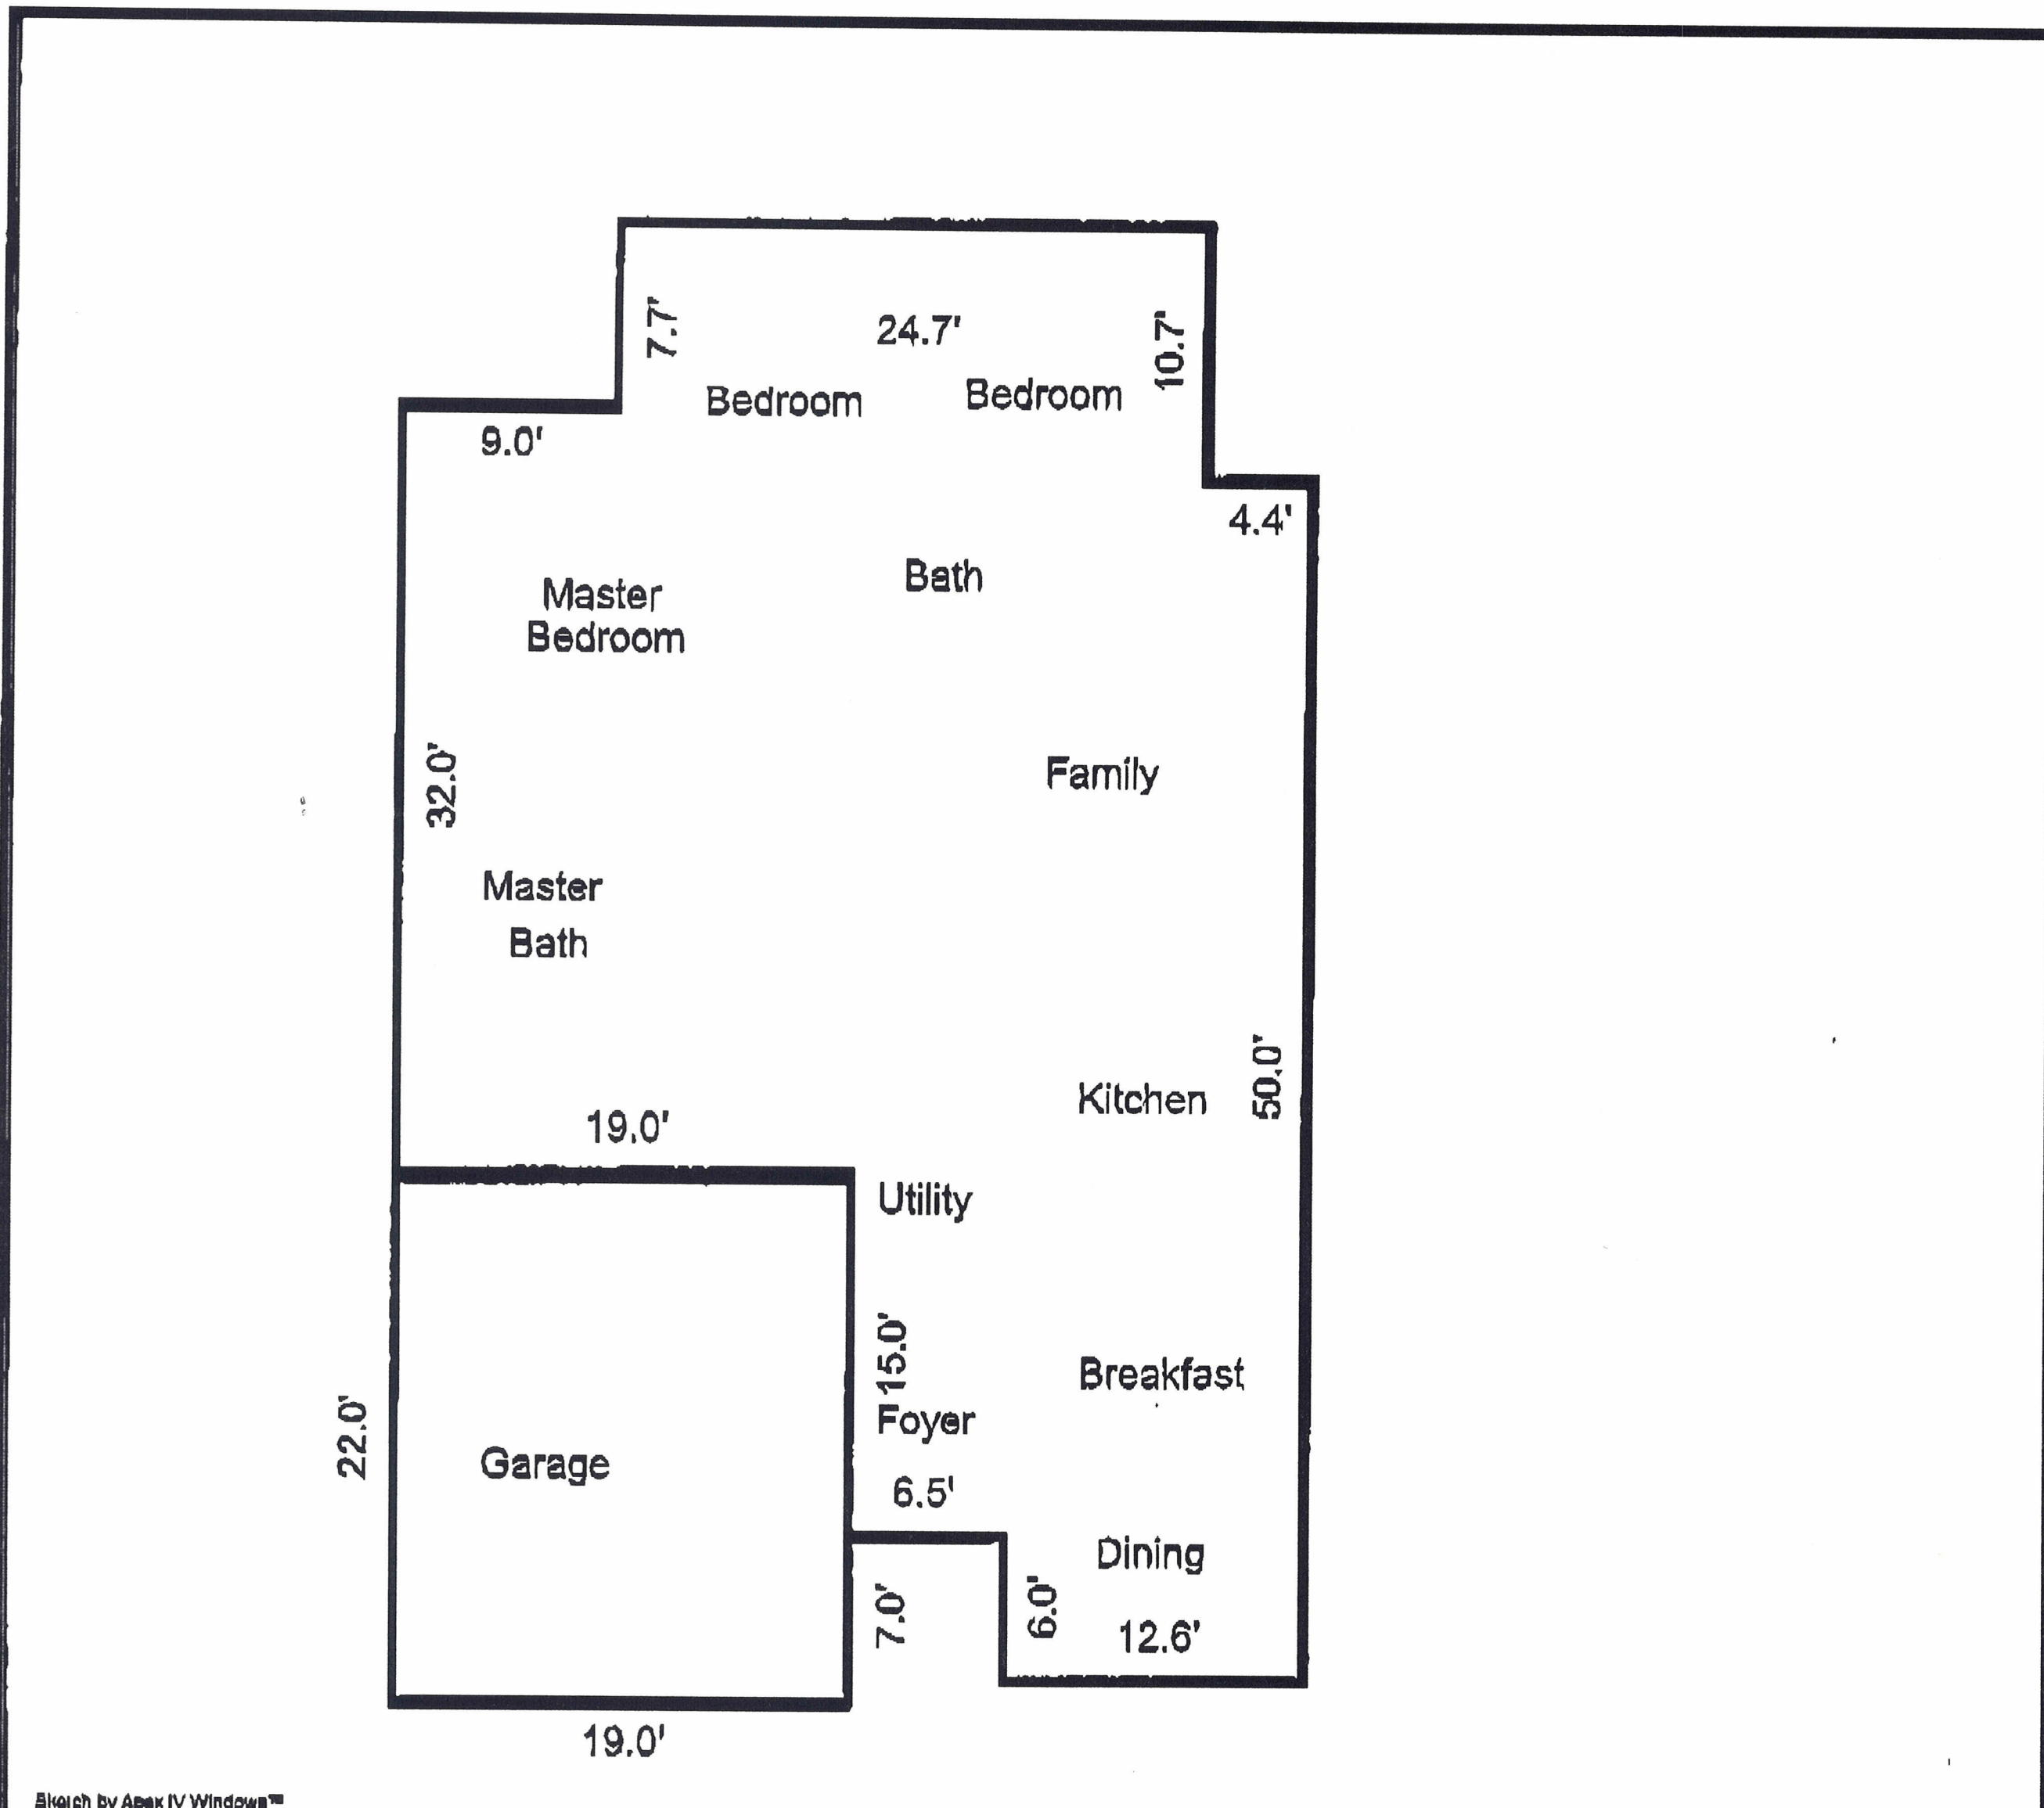 7.7'
24.7'
10.7'
Bedroom
Bedroom
9.0'
4.4'
Master
Bedroom
Bath
32.0'
Family
Master
Bath
50.0'
Kitchen
19.0'
Utility
15.0'
Breakfast
Foyer
22.0'
Garage
6.5'
Dining
7.0'
6.0'
12.6'
19.0'
Sketch by Apex IV Windows™